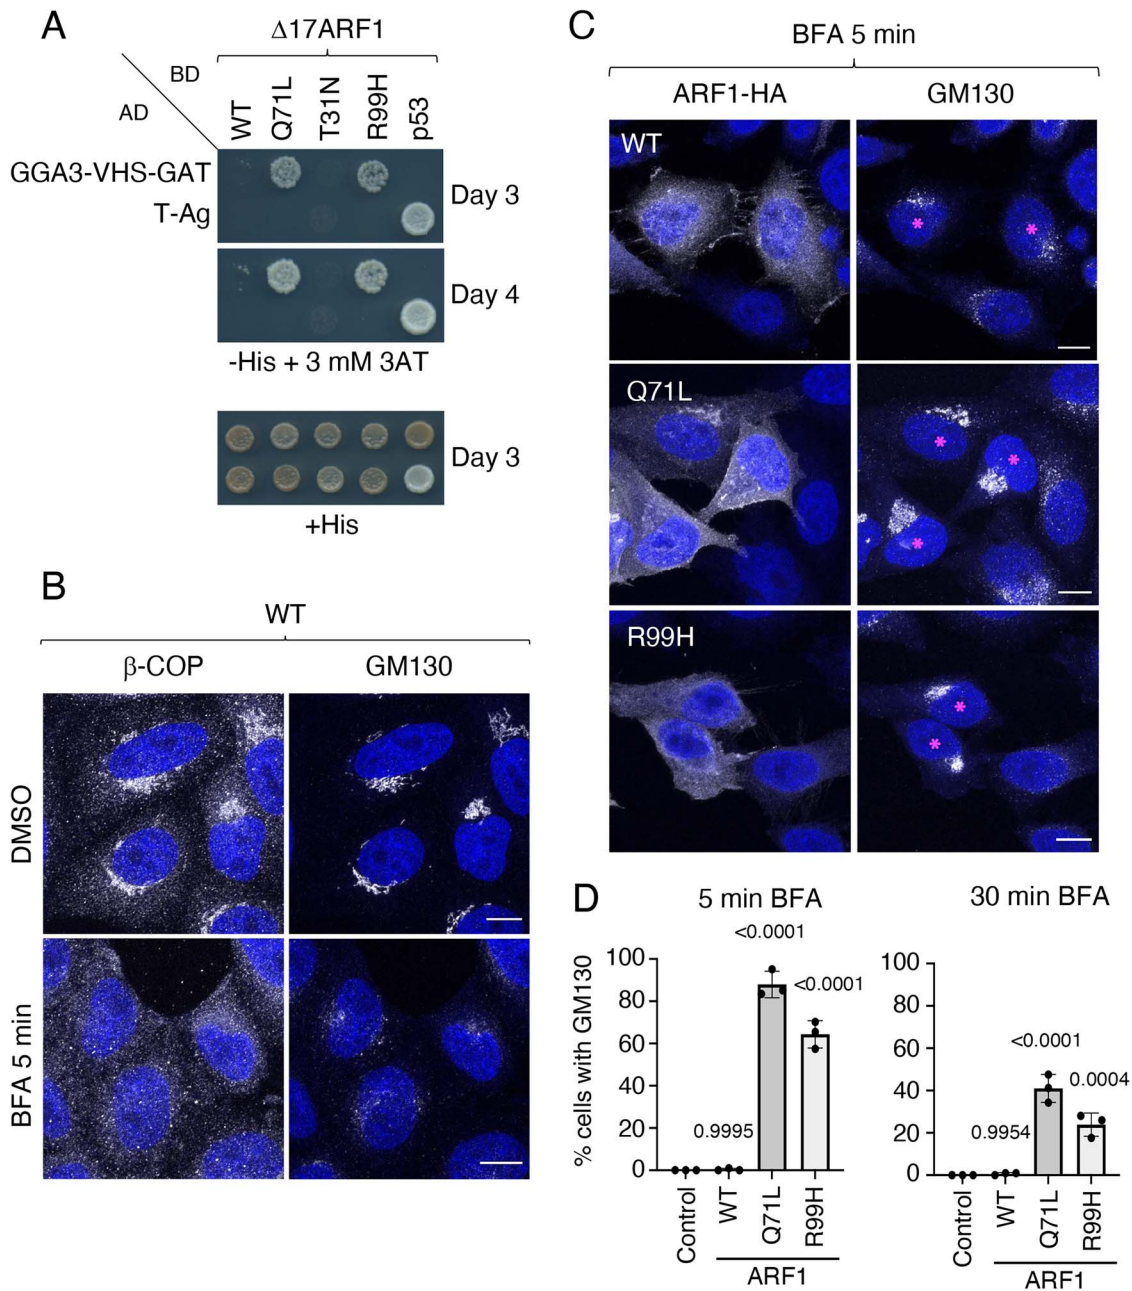 A
Δ17ARF1
BD
AD
WT
Q71L
T31N
R99H
p53
GGA3-VHS-GAT
T-Ag
Day 3
Day 4
-His + 3 mM 3AT
Day 3
+His
B
WT
β-COP
GM130
DMSO
BFA 5 min
C
BFA 5 min
ARF1-HA
GM130
WT
*
*
Q71L
*
*
*
R99H
*
*
D
5 min BFA
% cells with GM130
100
80
60
40
20
0
0.9995
<0.0001
<0.0001
Control
WT
Q71L
R99H
ARF1
30 min BFA
100
80
60
40
20
0
0.9954
<0.0001
0.0004
Control
WT
Q71L
R99H
ARF1